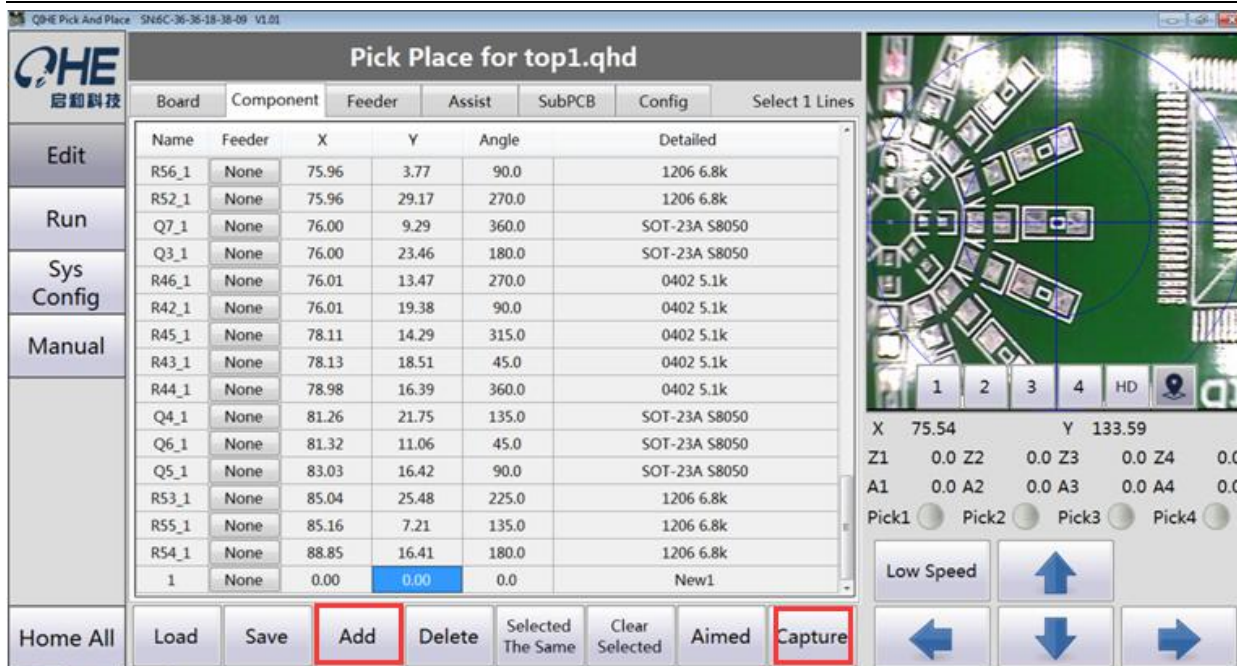 QIHE Pick And Place SN:6C-36-36-18-38-09 V1.01
QHE
启和科技
Edit
Run
Sys
Config
Manual
Home All
Pick Place for top1.qhd
Board Component Feeder Assist SubPCB Config Select 1 Lines
Name Feeder X Y Angle Detailed
R56_1 None 75.96 3.77 90.0 1206 6.8k
R52_1 None 75.96 29.17 270.0 1206 6.8k
Q7_1 None 76.00 9.29 360.0 SOT-23A S8050
Q3_1 None 76.00 23.46 180.0 SOT-23A S8050
R46_1 None 76.01 13.47 270.0 0402 5.1k
R42_1 None 76.01 19.38 90.0 0402 5.1k
R45_1 None 78.11 14.29 315.0 0402 5.1k
R43_1 None 78.13 18.51 45.0 0402 5.1k
R44_1 None 78.98 16.39 360.0 0402 5.1k
Q4_1 None 81.26 21.75 135.0 SOT-23A S8050
Q6_1 None 81.32 11.06 45.0 SOT-23A S8050
Q5_1 None 83.03 16.42 90.0 SOT-23A S8050
R53_1 None 85.04 25.48 225.0 1206 6.8k
R55_1 None 85.16 7.21 135.0 1206 6.8k
R54_1 None 88.85 16.41 180.0 1206 6.8k
1 None 0.00 0.00 0.0 New1
Load Save Add Delete Selected The Same Clear Selected Aimed Capture
1 2 3 4 HD
X 75.54 Y 133.59
Z1 0.0 Z2 0.0 Z3 0.0 Z4 0.0
A1 0.0 A2 0.0 A3 0.0 A4 0.0
Pick1 Pick2 Pick3 Pick4
Low Speed